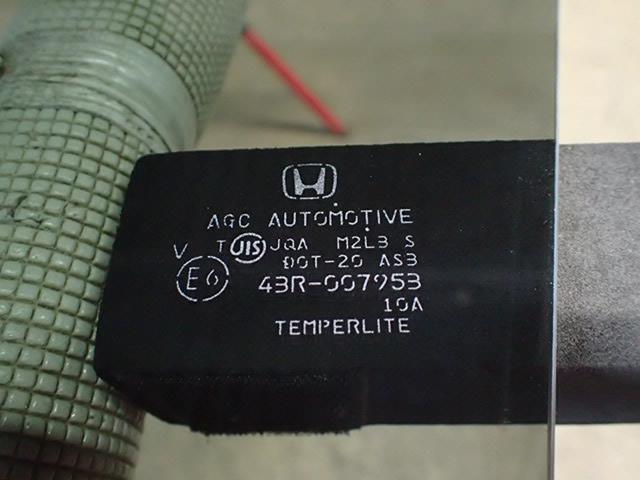 H
AGC AUTOMOTIVE
V T JIS JQA M2L3 S
DOT-20 AS3
E6 43R-007953
10A
TEMPERLITE